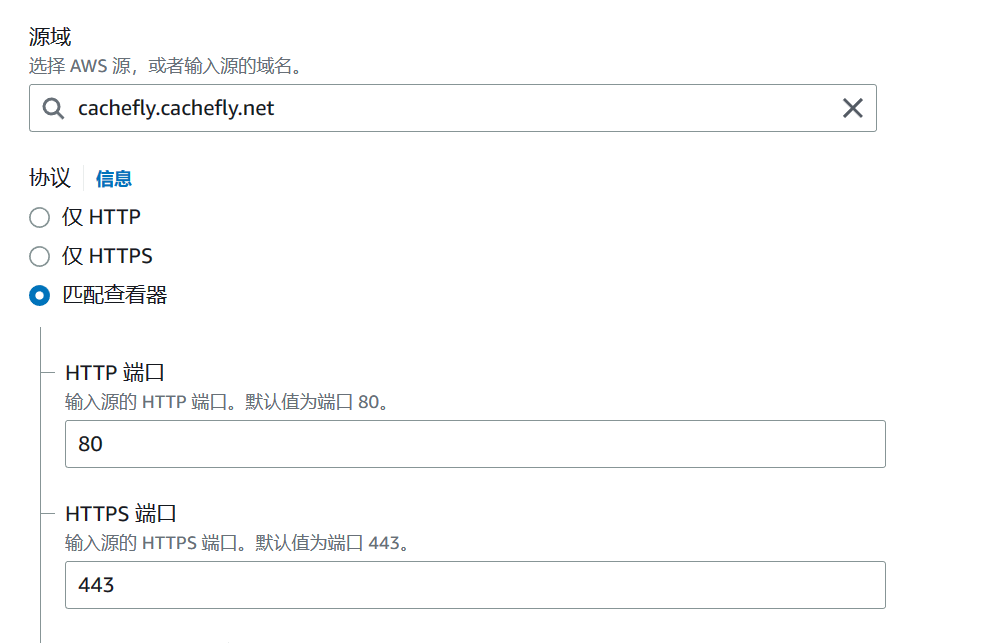 源域
选择 AWS 源，或者输入源的域名。
cachefly.cachefly.net
协议 信息
仅 HTTP
仅 HTTPS
匹配查看器
HTTP 端口
输入源的 HTTP 端口。默认值为端口 80。
80
HTTPS 端口
输入源的 HTTPS 端口。默认值为端口 443。
443